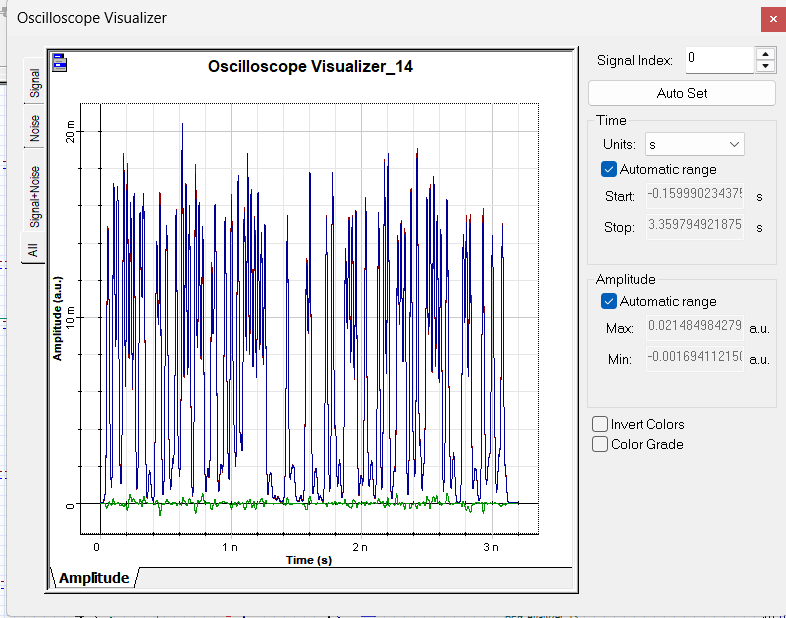 Oscilloscope Visualizer
Oscilloscope Visualizer_14
Signal
Noise
Signal+Noise
All
Amplitude (a.u.)
20 m
10 m
0
0 1 n 2 n 3 n
Time (s)
Amplitude
Signal Index: 0
Auto Set
Time
Units: s
Automatic range
Start: -0.159990234375 s
Stop: 3.359794921875 s
Amplitude
Automatic range
Max: 0.021484984279 a.u.
Min: -0.001694112150 a.u.
Invert Colors
Color Grade